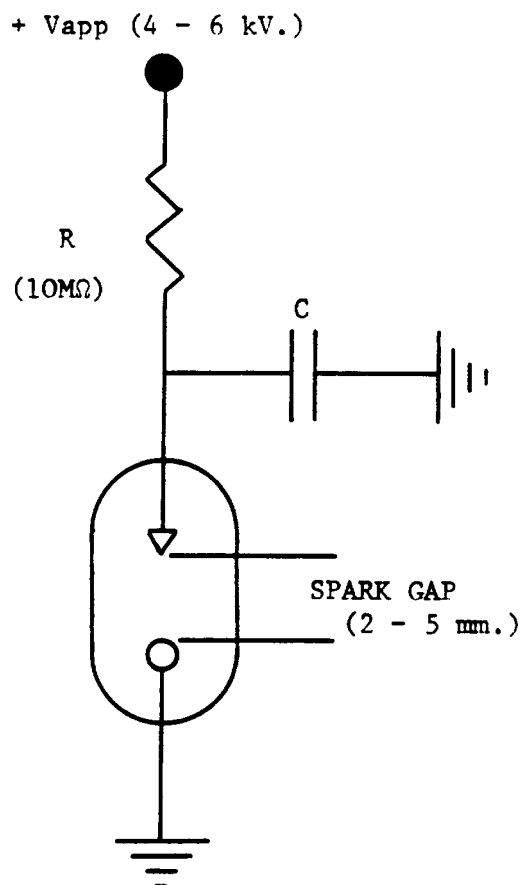 + Vapp (4 - 6 kV.)
R
(10MΩ)
C
SPARK GAP
(2 - 5 mm.)